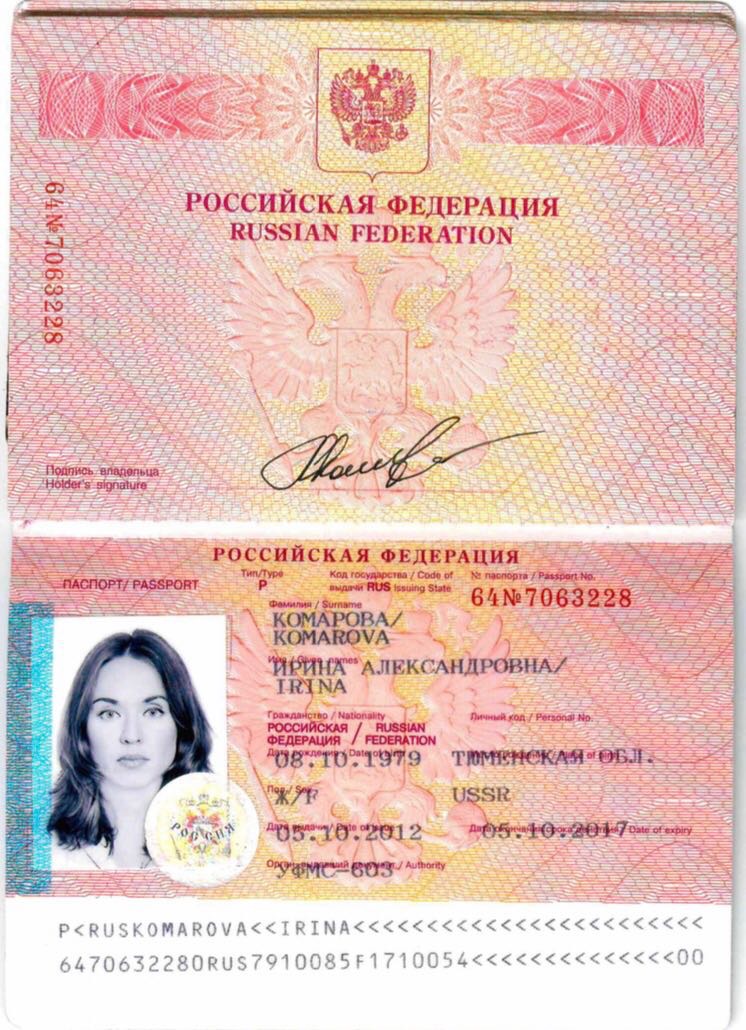 РОССИЙСКАЯ ФЕДЕРАЦИЯ
RUSSIAN FEDERATION
64№7063228
Подпись владельца
Holder's signature
РОССИЙСКАЯ ФЕДЕРАЦИЯ
ПАСПОРТ/ PASSPORT
Тип/Type
P
Код государства / Code of
выдачи RUS Issuing State
№ паспорта / Passport No.
64№7063228
Фамилия / Surname
КОМАРОВА/
KOMAROVA
Имя / Given names
ИРИНА АЛЕКСАНДРОВНА/
IRINA
Гражданство / Nationality
Личный код / Personal No.
РОССИЙСКАЯ / RUSSIAN
ФЕДЕРАЦИЯ / FEDERATION
Дата рождения / Date of birth
08.10.1979 ТЮМЕНСКАЯ ОБЛ.
Пол / Sex
Ж/F USSR
Дата выдачи / Date of issue
05.10.2012
Дата окончания срока действия / Date of expiry
05.10.2017
Орган, выдавший документ / Authority
УФМС-603
РОССИЯ
P<RUSKOMAROVA<<IRINA<<<<<<<<<<<<<<<<<<<<<<<<
6470632280RUS7910085F1710054<<<<<<<<<<<<<<00